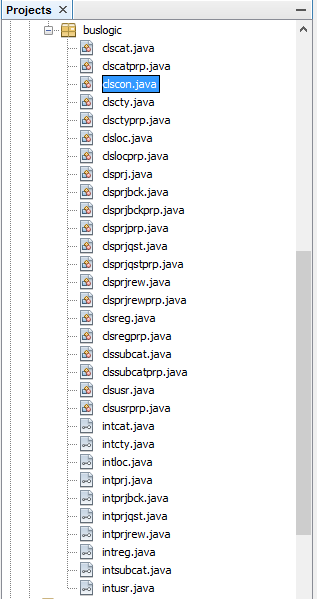 Projects
buslogic
clscat.java
clscatprp.java
clscon.java
clscty.java
clsctyprp.java
clsloc.java
clslocprp.java
clsprj.java
clsprjbck.java
clsprjbckprp.java
clsprjprp.java
clsprjqst.java
clsprjqstprp.java
clsprjrew.java
clsprjrewprp.java
clsreg.java
clsregprp.java
clssubcat.java
clssubcatprp.java
clsusr.java
clsusrprp.java
intcat.java
intcty.java
intloc.java
intprj.java
intprjbck.java
intprjqst.java
intprjrew.java
intreg.java
intsubcat.java
intusr.java